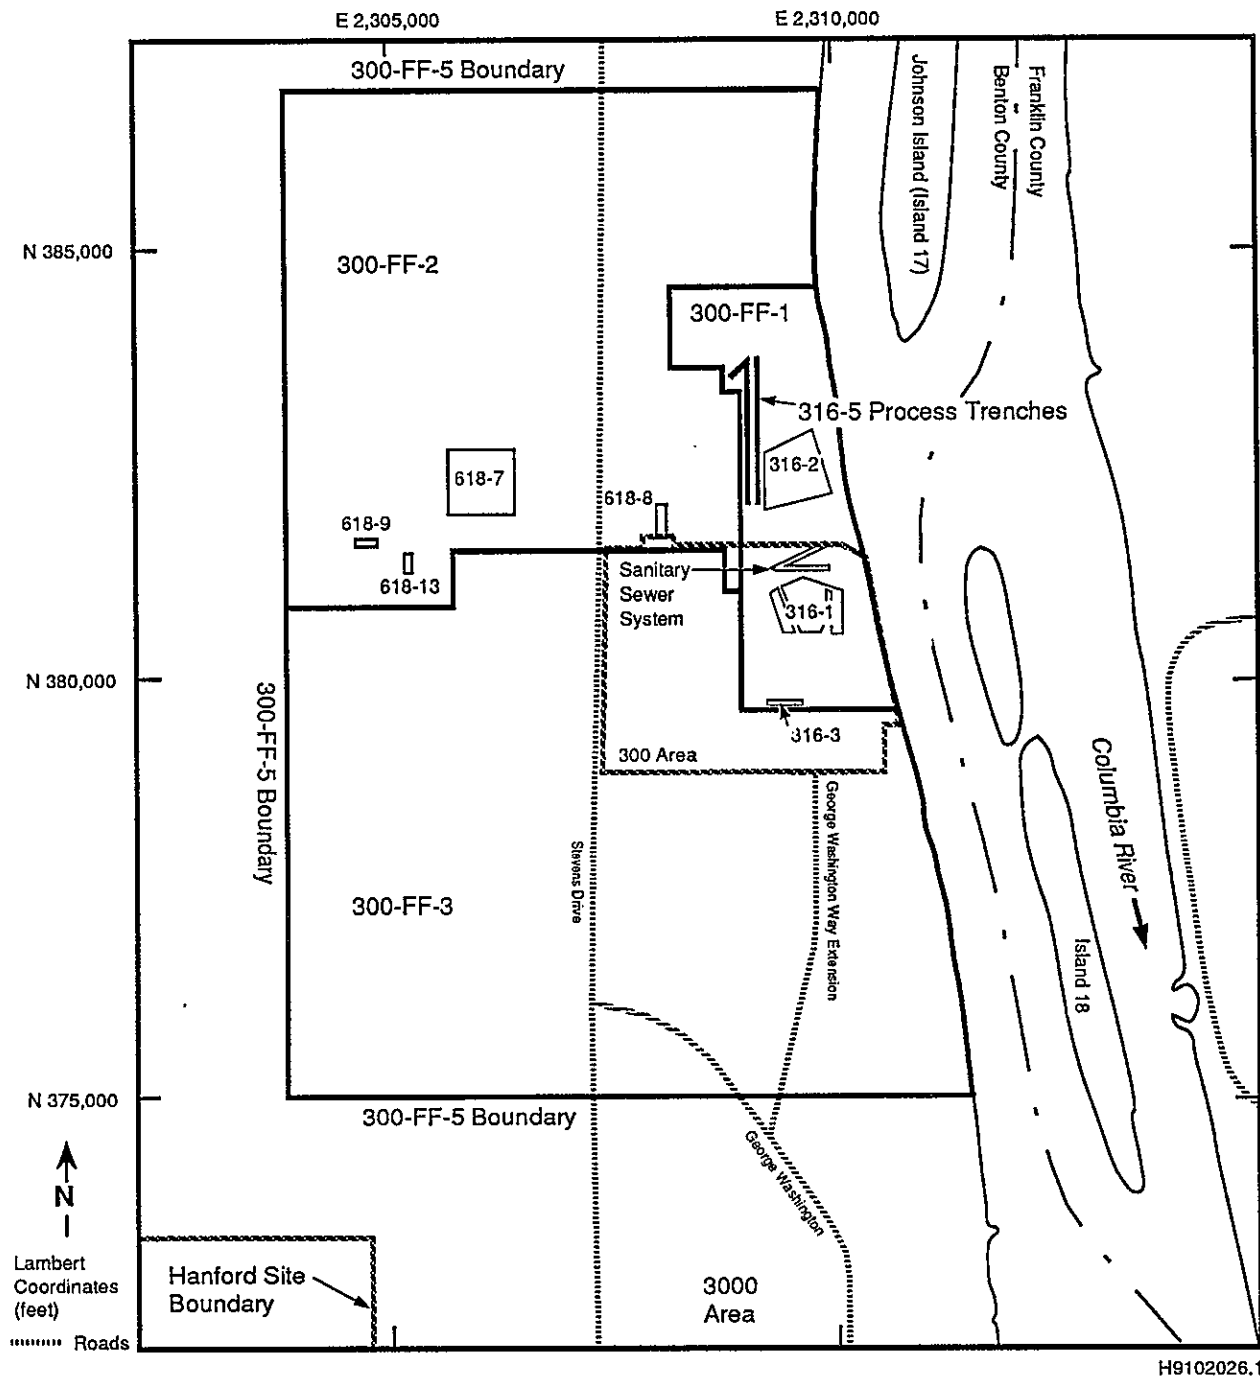 E 2,305,000
E 2,310,000
300-FF-5 Boundary
Johnson Island (Island 17)
Franklin County
Benton County
N 385,000
300-FF-2
300-FF-1
316-5 Process Trenches
316-2
618-7
618-8
618-9
618-13
Sanitary
Sewer
System
316-1
N 380,000
300-FF-5 Boundary
316-3
300 Area
George Washington Way Extension
Stevens Drive
Columbia River
300-FF-3
Island 18
N 375,000
300-FF-5 Boundary
George Washington
N
Lambert
Coordinates
(feet)
Roads
Hanford Site
Boundary
3000
Area
H9102026.1